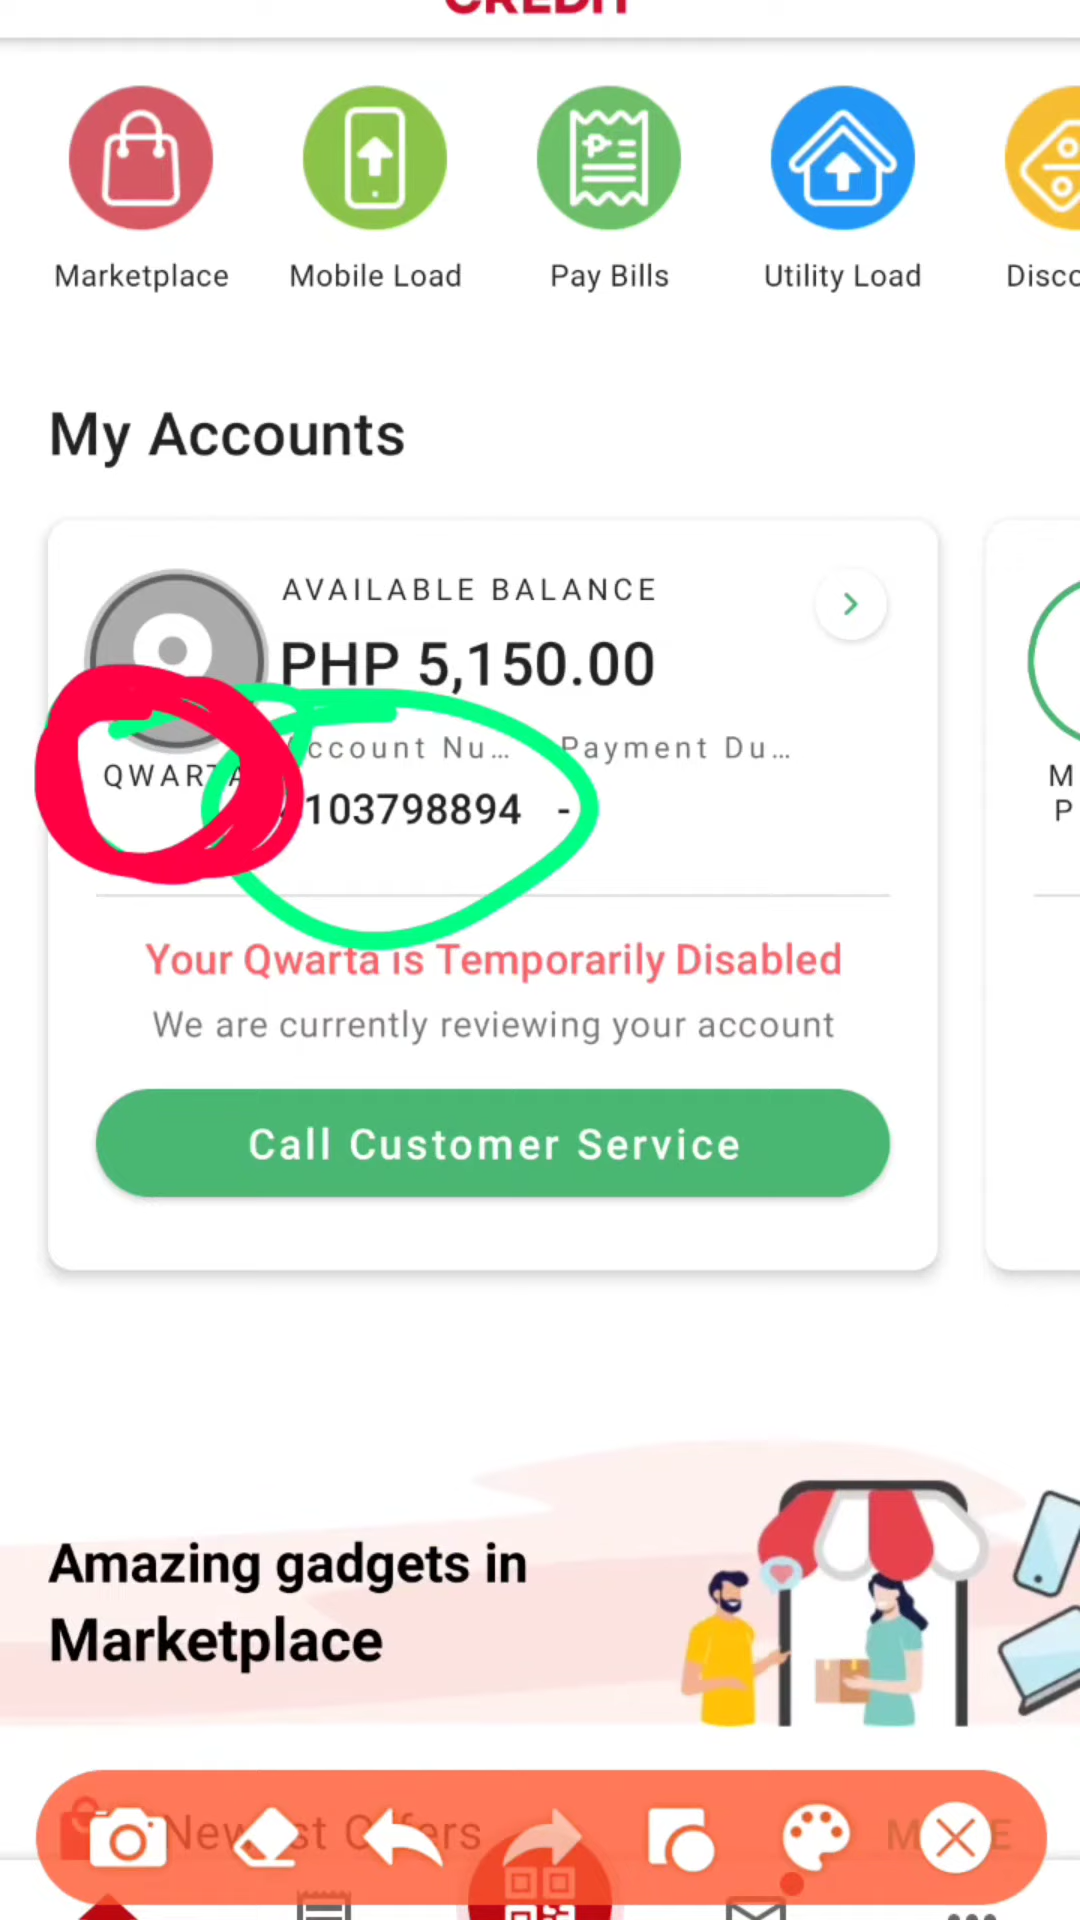 CREDIT
Marketplace
Mobile Load
Pay Bills
Utility Load
Disco
My Accounts
AVAILABLE BALANCE
PHP 5,150.00
Account Nu...
Payment Du...
QWARTA
103798894 -
M
P
Your Qwarta is Temporarily Disabled
We are currently reviewing your account
Call Customer Service
Amazing gadgets in
Marketplace
Newest Offers